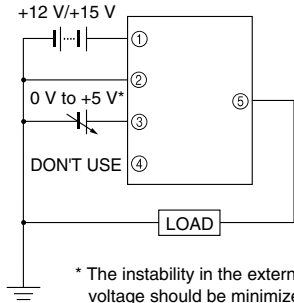 +12 V/+15 V
①
②
⑤
0 V to +5 V*
③
DON'T USE
④
LOAD
* The instability in the extern
voltage should be minimize